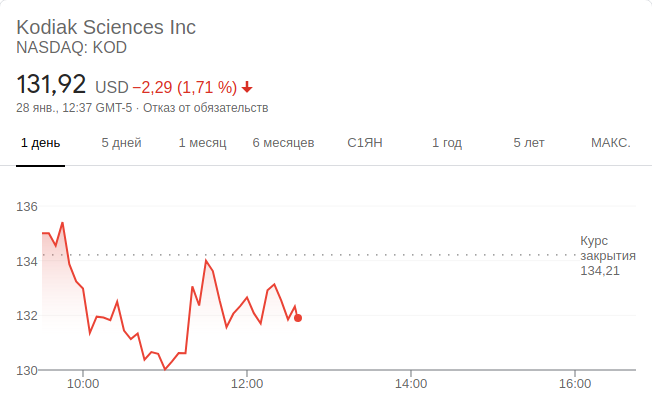 Kodiak Sciences Inc
NASDAQ: KOD
131,92 USD −2,29 (1,71 %)
28 янв., 12:37 GMT-5 · Отказ от обязательств
1 день 5 дней 1 месяц 6 месяцев С1ЯН 1 год 5 лет МАКС.
136
134
132
130
Курс
закрытия
134,21
10:00 12:00 14:00 16:00